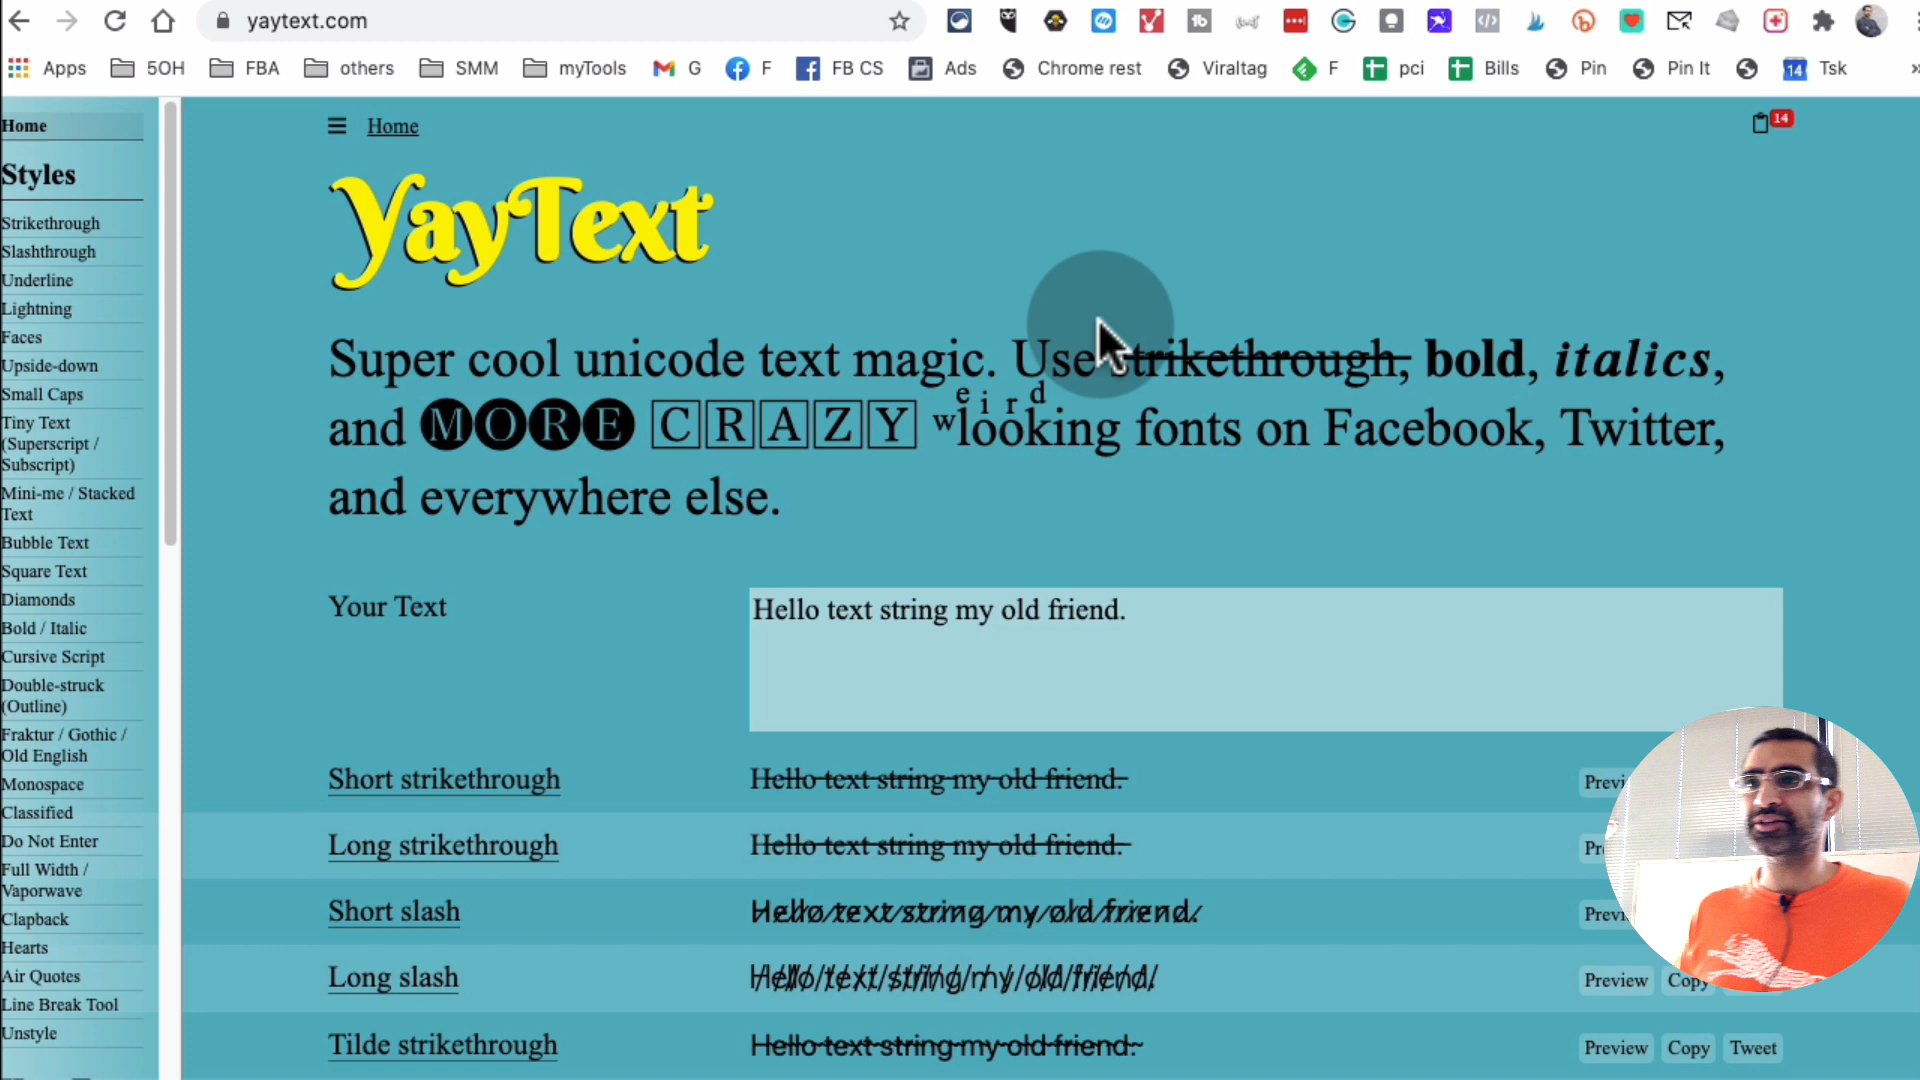 yaytext.com
Apps 5OH FBA others SMM myTools G F FB CS Ads Chrome rest Viraltag F pci Bills Pin Pin It 14 Tsk
Home
Styles
Strikethrough
Slashthrough
Underline
Lightning
Faces
Upside-down
Small Caps
Tiny Text
(Superscript /
Subscript)
Mini-me / Stacked
Text
Bubble Text
Square Text
Diamonds
Bold / Italic
Cursive Script
Double-struck
(Outline)
Fraktur / Gothic /
Old English
Monospace
Classified
Do Not Enter
Full Width /
Vaporwave
Clapback
Hearts
Air Quotes
Line Break Tool
Unstyle
Home 14
YayText
Super cool unicode text magic. Use strikethrough, bold, italics,
and MORE CRAZY weird looking fonts on Facebook, Twitter,
and everywhere else.
Your Text Hello text string my old friend.
Short strikethrough Hello text string my old friend.
Long strikethrough Hello text string my old friend.
Short slash Hello text string my old friend.
Long slash Hello text string my old friend. Preview Copy
Tilde strikethrough Hello text string my old friend. Preview Copy Tweet